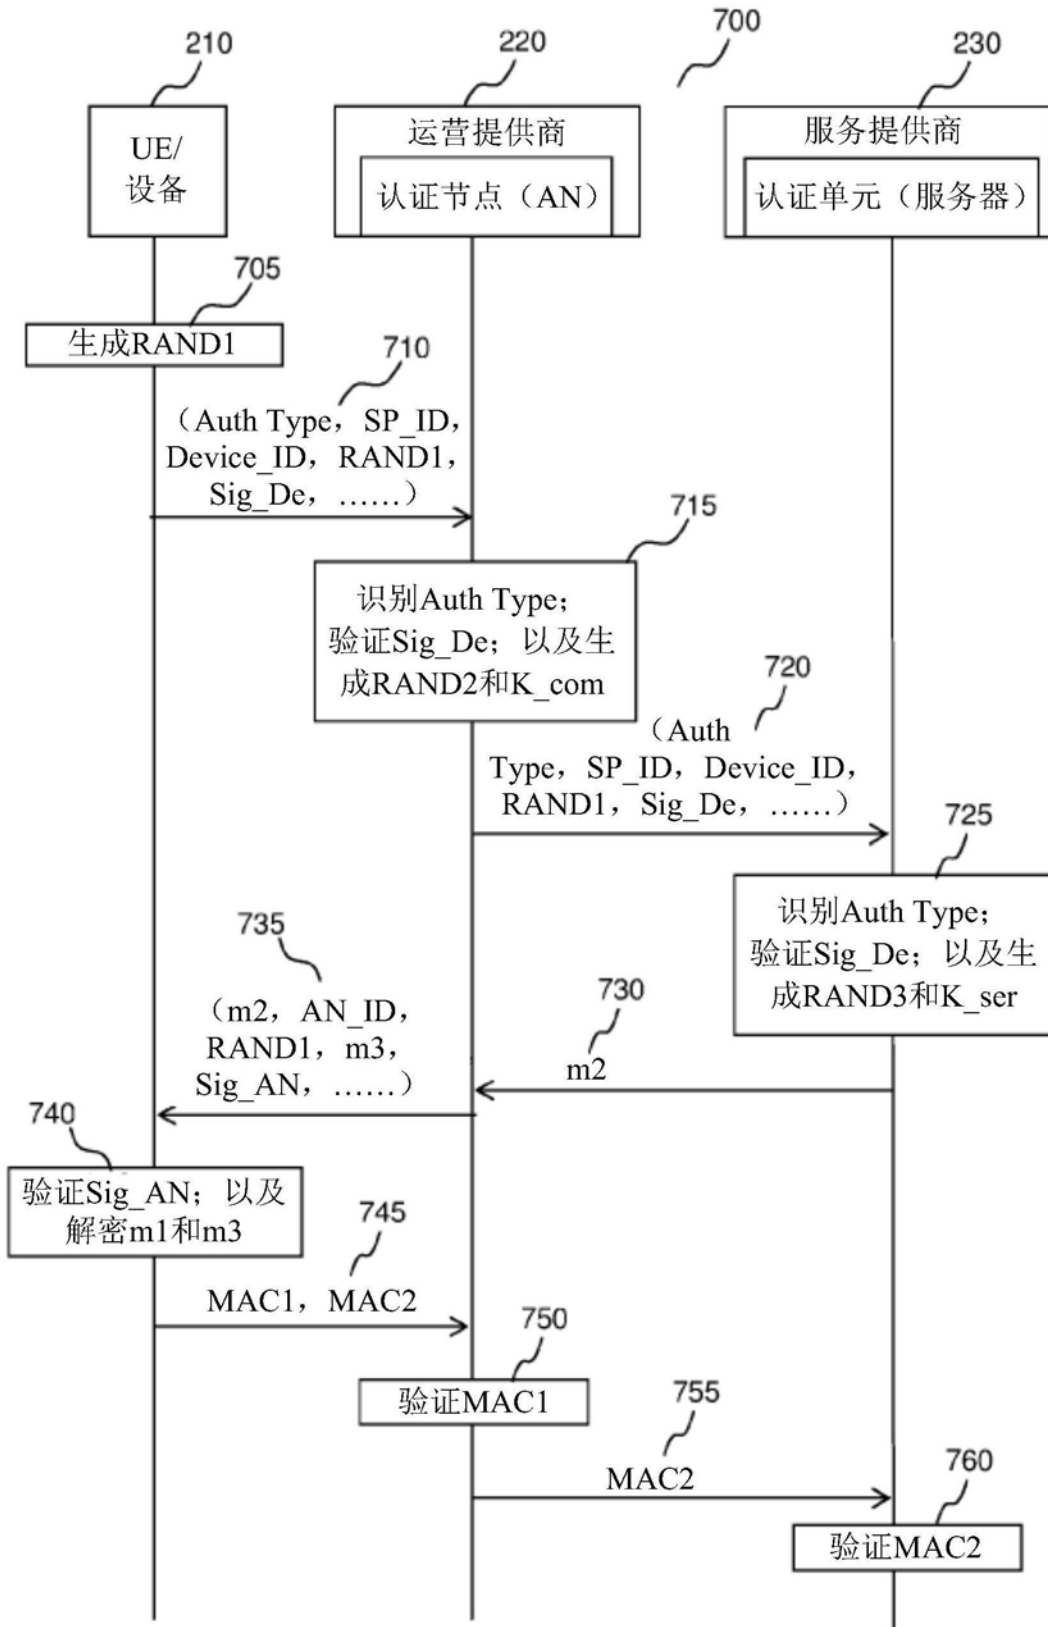 210
220
700
230
UE/
设备
运营提供商
认证节点（AN）
服务提供商
认证单元（服务器）
705
生成RAND1
710
（Auth Type，SP_ID，
Device_ID，RAND1，
Sig_De，……）
715
识别Auth Type；
验证Sig_De；以及生
成RAND2和K_com
720
（Auth
Type，SP_ID，Device_ID，
RAND1，Sig_De，……）
725
识别Auth Type；
验证Sig_De；以及生
成RAND3和K_ser
730
m2
735
（m2，AN_ID，
RAND1，m3，
Sig_AN，……）
740
验证Sig_AN；以及
解密m1和m3
745
MAC1，MAC2
750
验证MAC1
755
MAC2
760
验证MAC2